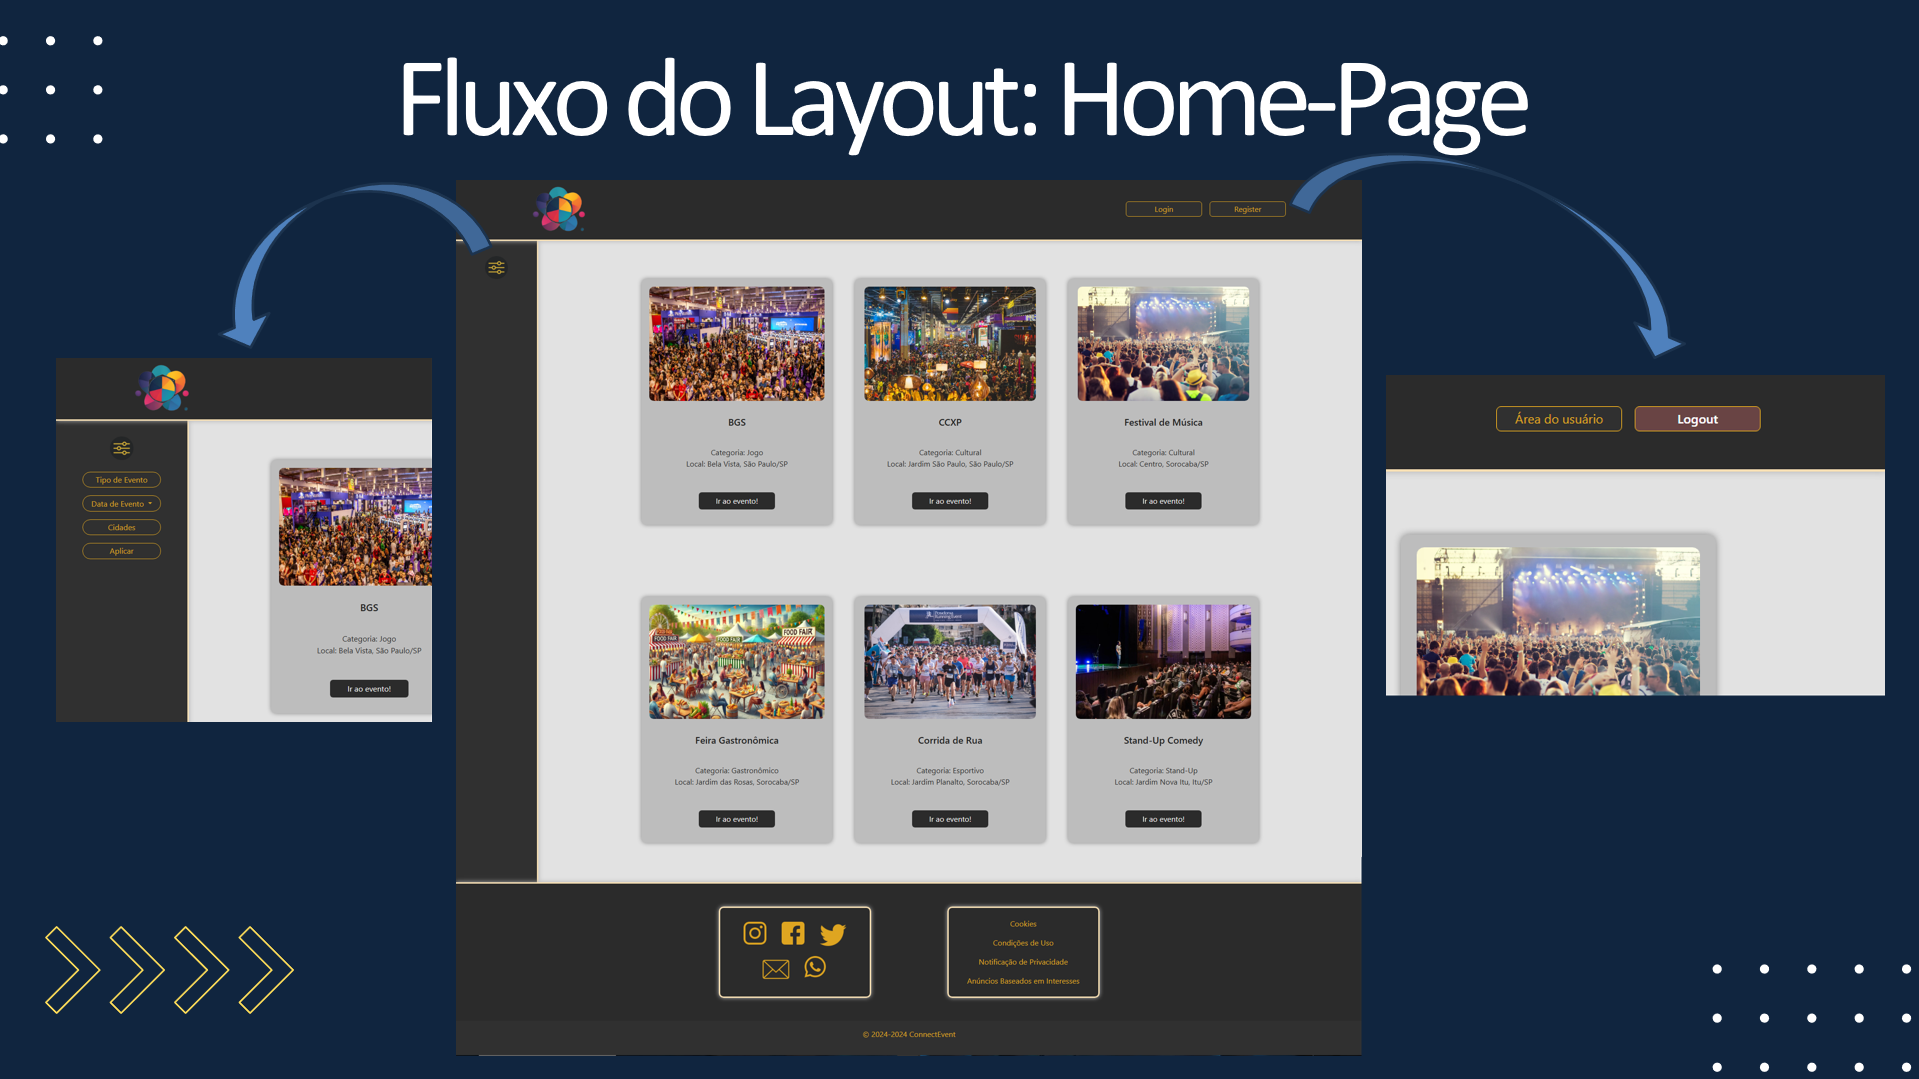 Fluxo do Layout: Home-Page
Login
Register
BGS
Categoria: Jogo
Local: Bela Vista, São Paulo/SP
Ir ao evento!
CCXP
Categoria: Cultural
Local: Jardim São Paulo, São Paulo/SP
Ir ao evento!
Festival de Música
Categoria: Cultural
Local: Centro, Sorocaba/SP
Ir ao evento!
FOOD FAIR
FOOD FAIR
FOOD FAIR
Feira Gastronômica
Categoria: Gastronômico
Local: Jardim das Rosas, Sorocaba/SP
Ir ao evento!
Corrida de Rua
Categoria: Esportivo
Local: Jardim Planalto, Sorocaba/SP
Ir ao evento!
Stand-Up Comedy
Categoria: Stand-Up
Local: Jardim Nova Itu, Itu/SP
Ir ao evento!
Cookies
Condições de Uso
Notificação de Privacidade
Anúncios Baseados em Interesses
© 2024-2024 ConnectEvent
Tipo de Evento
Data de Evento
Cidades
Aplicar
BGS
Categoria: Jogo
Local: Bela Vista, São Paulo/SP
Ir ao evento!
Área do usuário
Logout